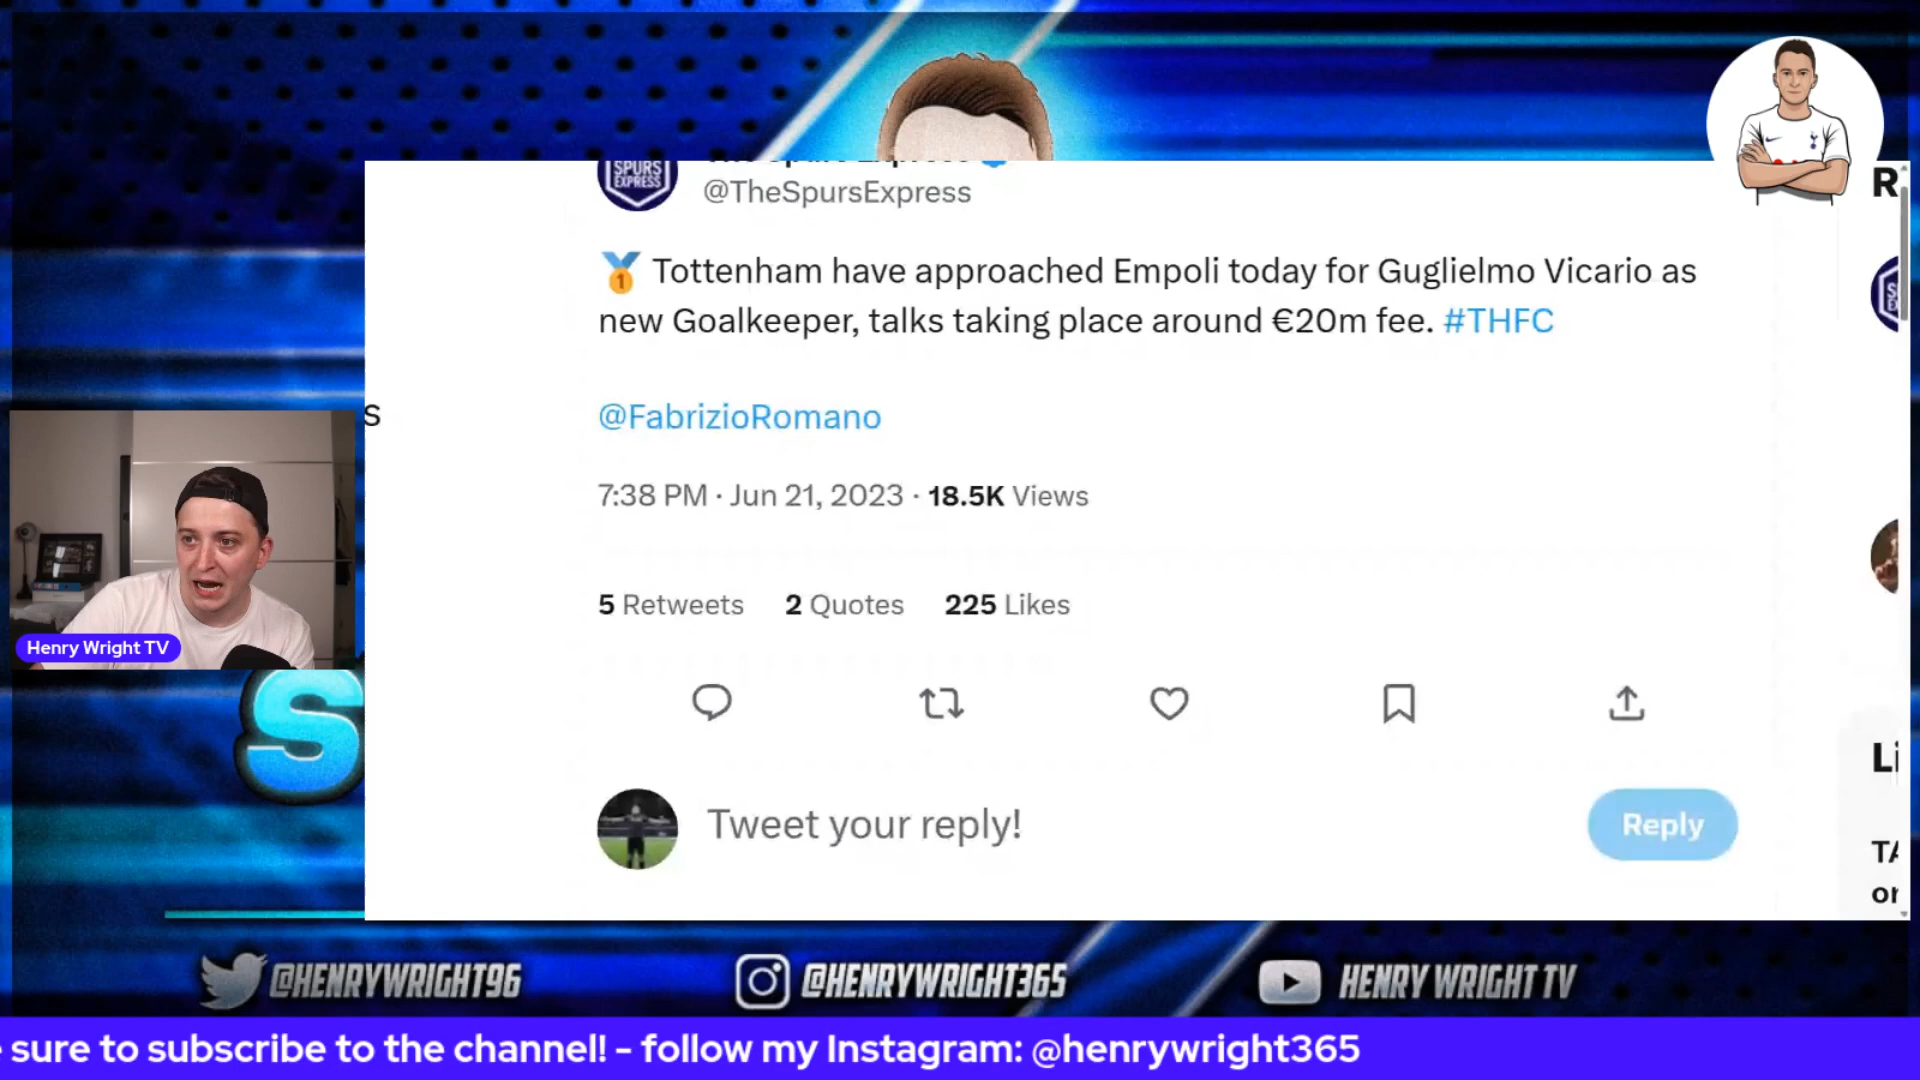 SPURS
EXPRESS
@TheSpursExpress
Tottenham have approached Empoli today for Guglielmo Vicario as
new Goalkeeper, talks taking place around €20m fee. #THFC
@FabrizioRomano
7:38 PM · Jun 21, 2023 · 18.5K Views
5 Retweets 2 Quotes 225 Likes
Tweet your reply!
Reply
Henry Wright TV
S
@HENRYWRIGHT96
@HENRYWRIGHT365
HENRY WRIGHT TV
sure to subscribe to the channel! - follow my Instagram: @henrywright365